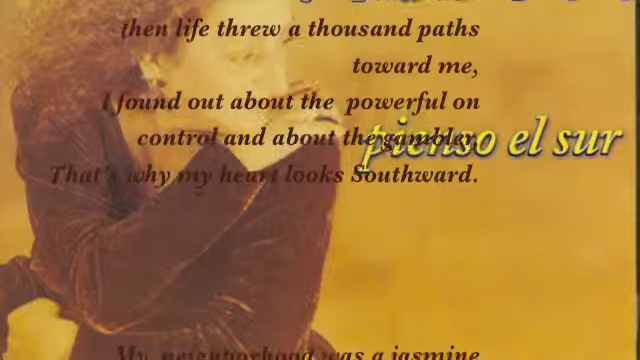 then life threw a thousand paths
toward me,
I found out about the powerful on
control and about the gambler.
pienso el sur
That's why my heart looks Southward.
My neighborhood was a jasmine